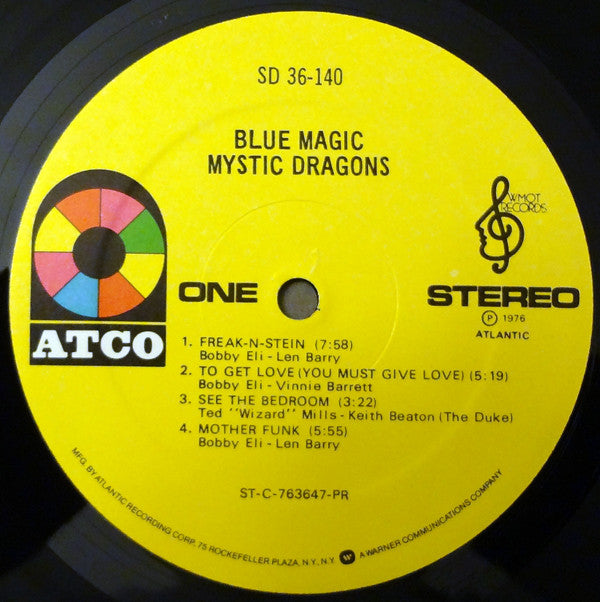 SD 36-140
BLUE MAGIC
MYSTIC DRAGONS
WMOT
RECORDS
ATCO
ONE
STEREO
Ⓟ 1976
ATLANTIC
1. FREAK-N-STEIN (7:58)
Bobby Eli - Len Barry
2. TO GET LOVE (YOU MUST GIVE LOVE) (5:19)
Bobby Eli - Vinnie Barrett
3. SEE THE BEDROOM (3:22)
Ted "Wizard" Mills - Keith Beaton (The Duke)
4. MOTHER FUNK (5:55)
Bobby Eli - Len Barry
ST-C-763647-PR
MFG. BY ATLANTIC RECORDING CORP. 75 ROCKEFELLER PLAZA, N.Y., N.Y. A WARNER COMMUNICATIONS COMPANY